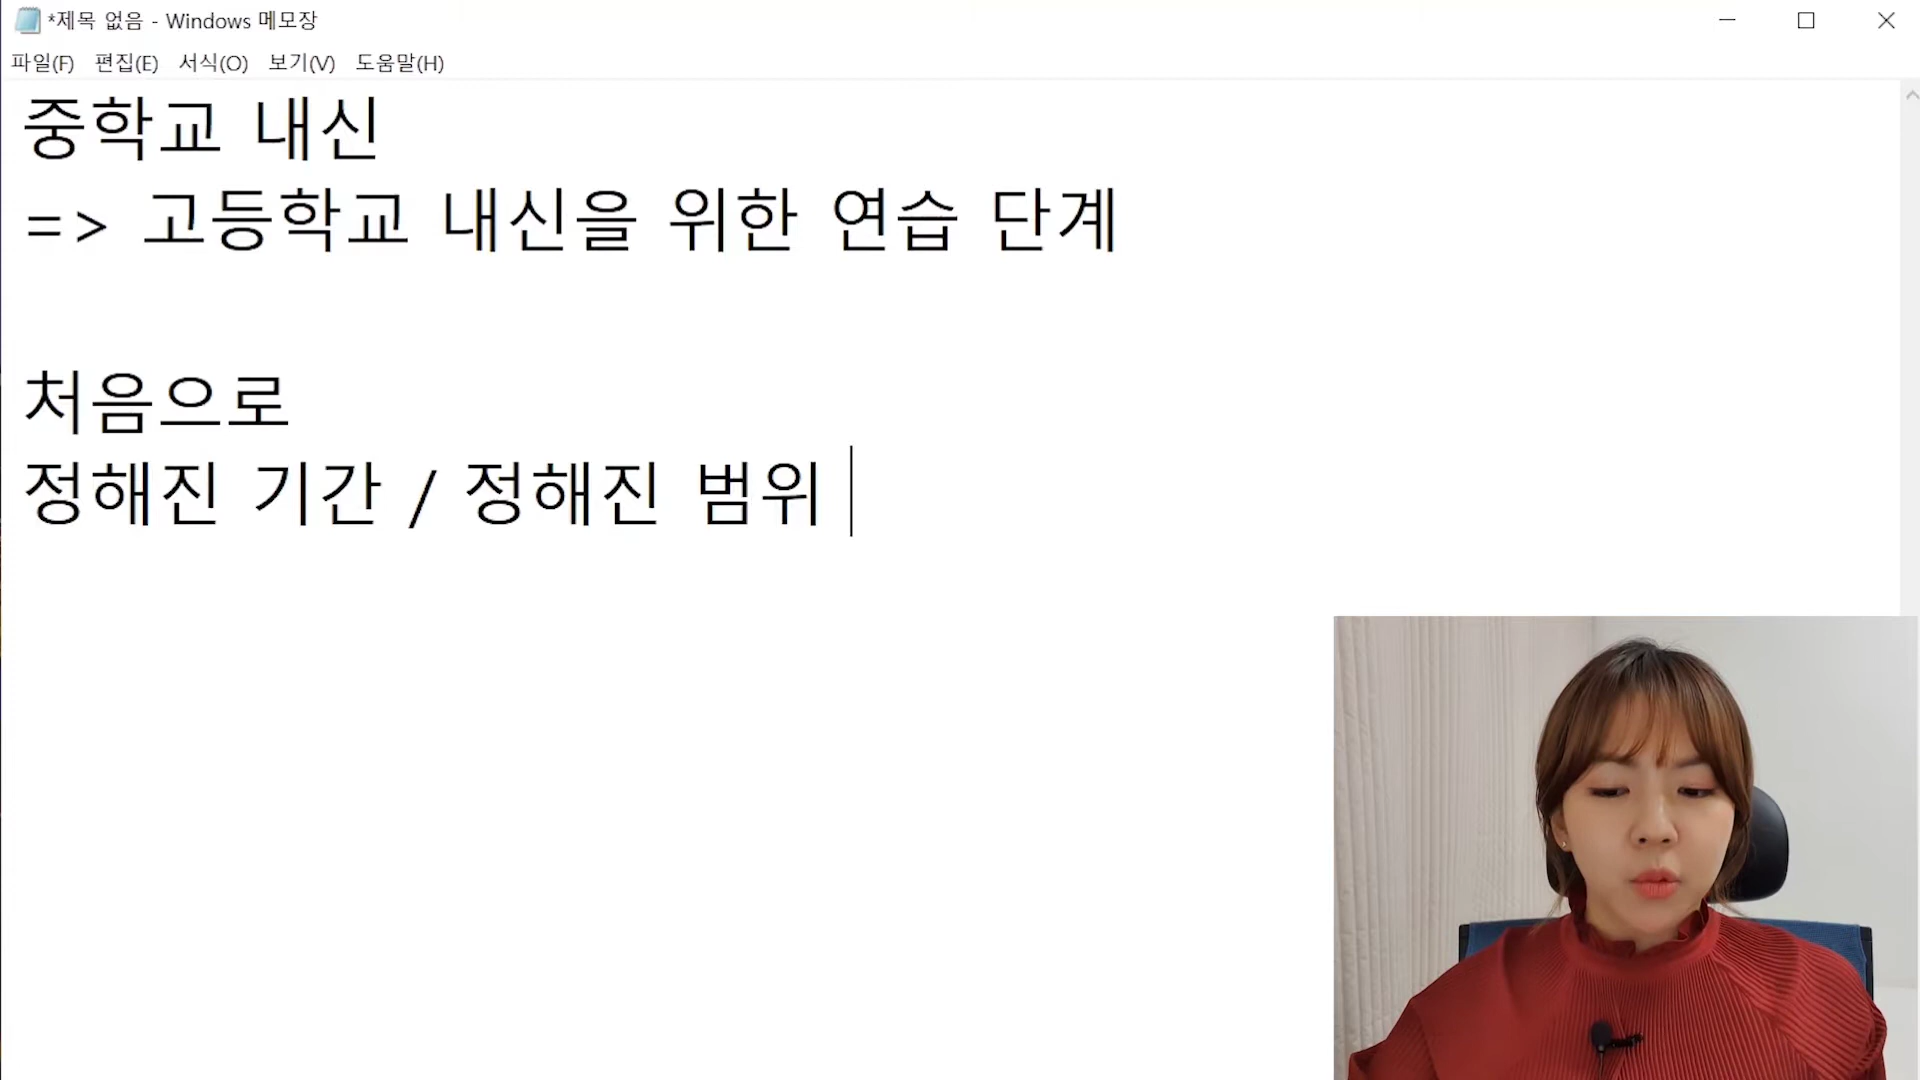 *제목 없음 - Windows 메모장
파일(F) 편집(E) 서식(O) 보기(V) 도움말(H)
중학교 내신
=> 고등학교 내신을 위한 연습 단계
처음으로
정해진 기간 / 정해진 범위